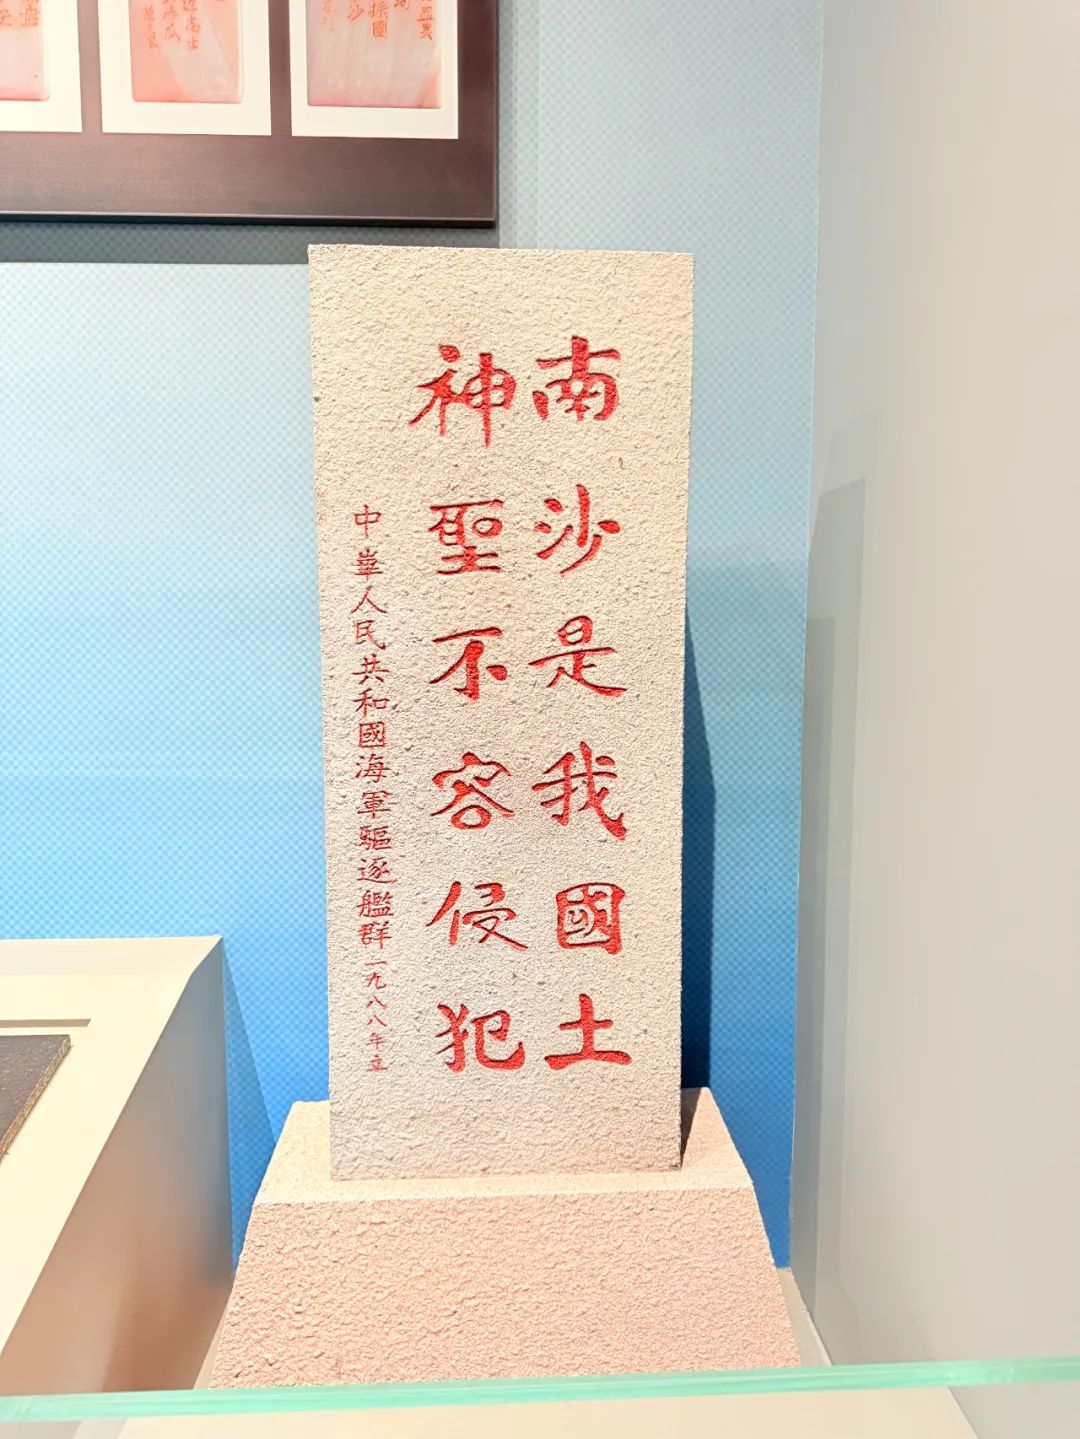 南沙是我國土
神聖不容侵犯
中華人民共和國海軍驅逐艦群一九八八年立